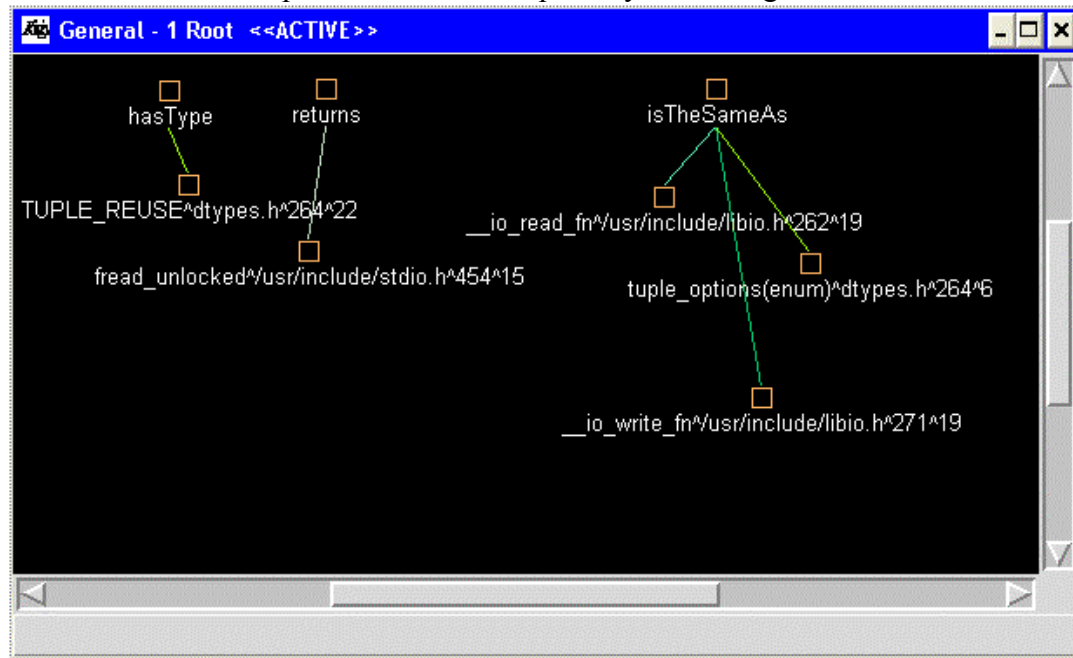 General - 1 Root <<ACTIVE>>
hasType
returns
isTheSameAs
TUPLE_REUSE^dtypes.h^264^22
__io_read_fn^/usr/include/libio.h^262^19
fread_unlocked^/usr/include/stdio.h^454^15
tuple_options(enum)^dtypes.h^264^6
__io_write_fn^/usr/include/libio.h^271^19